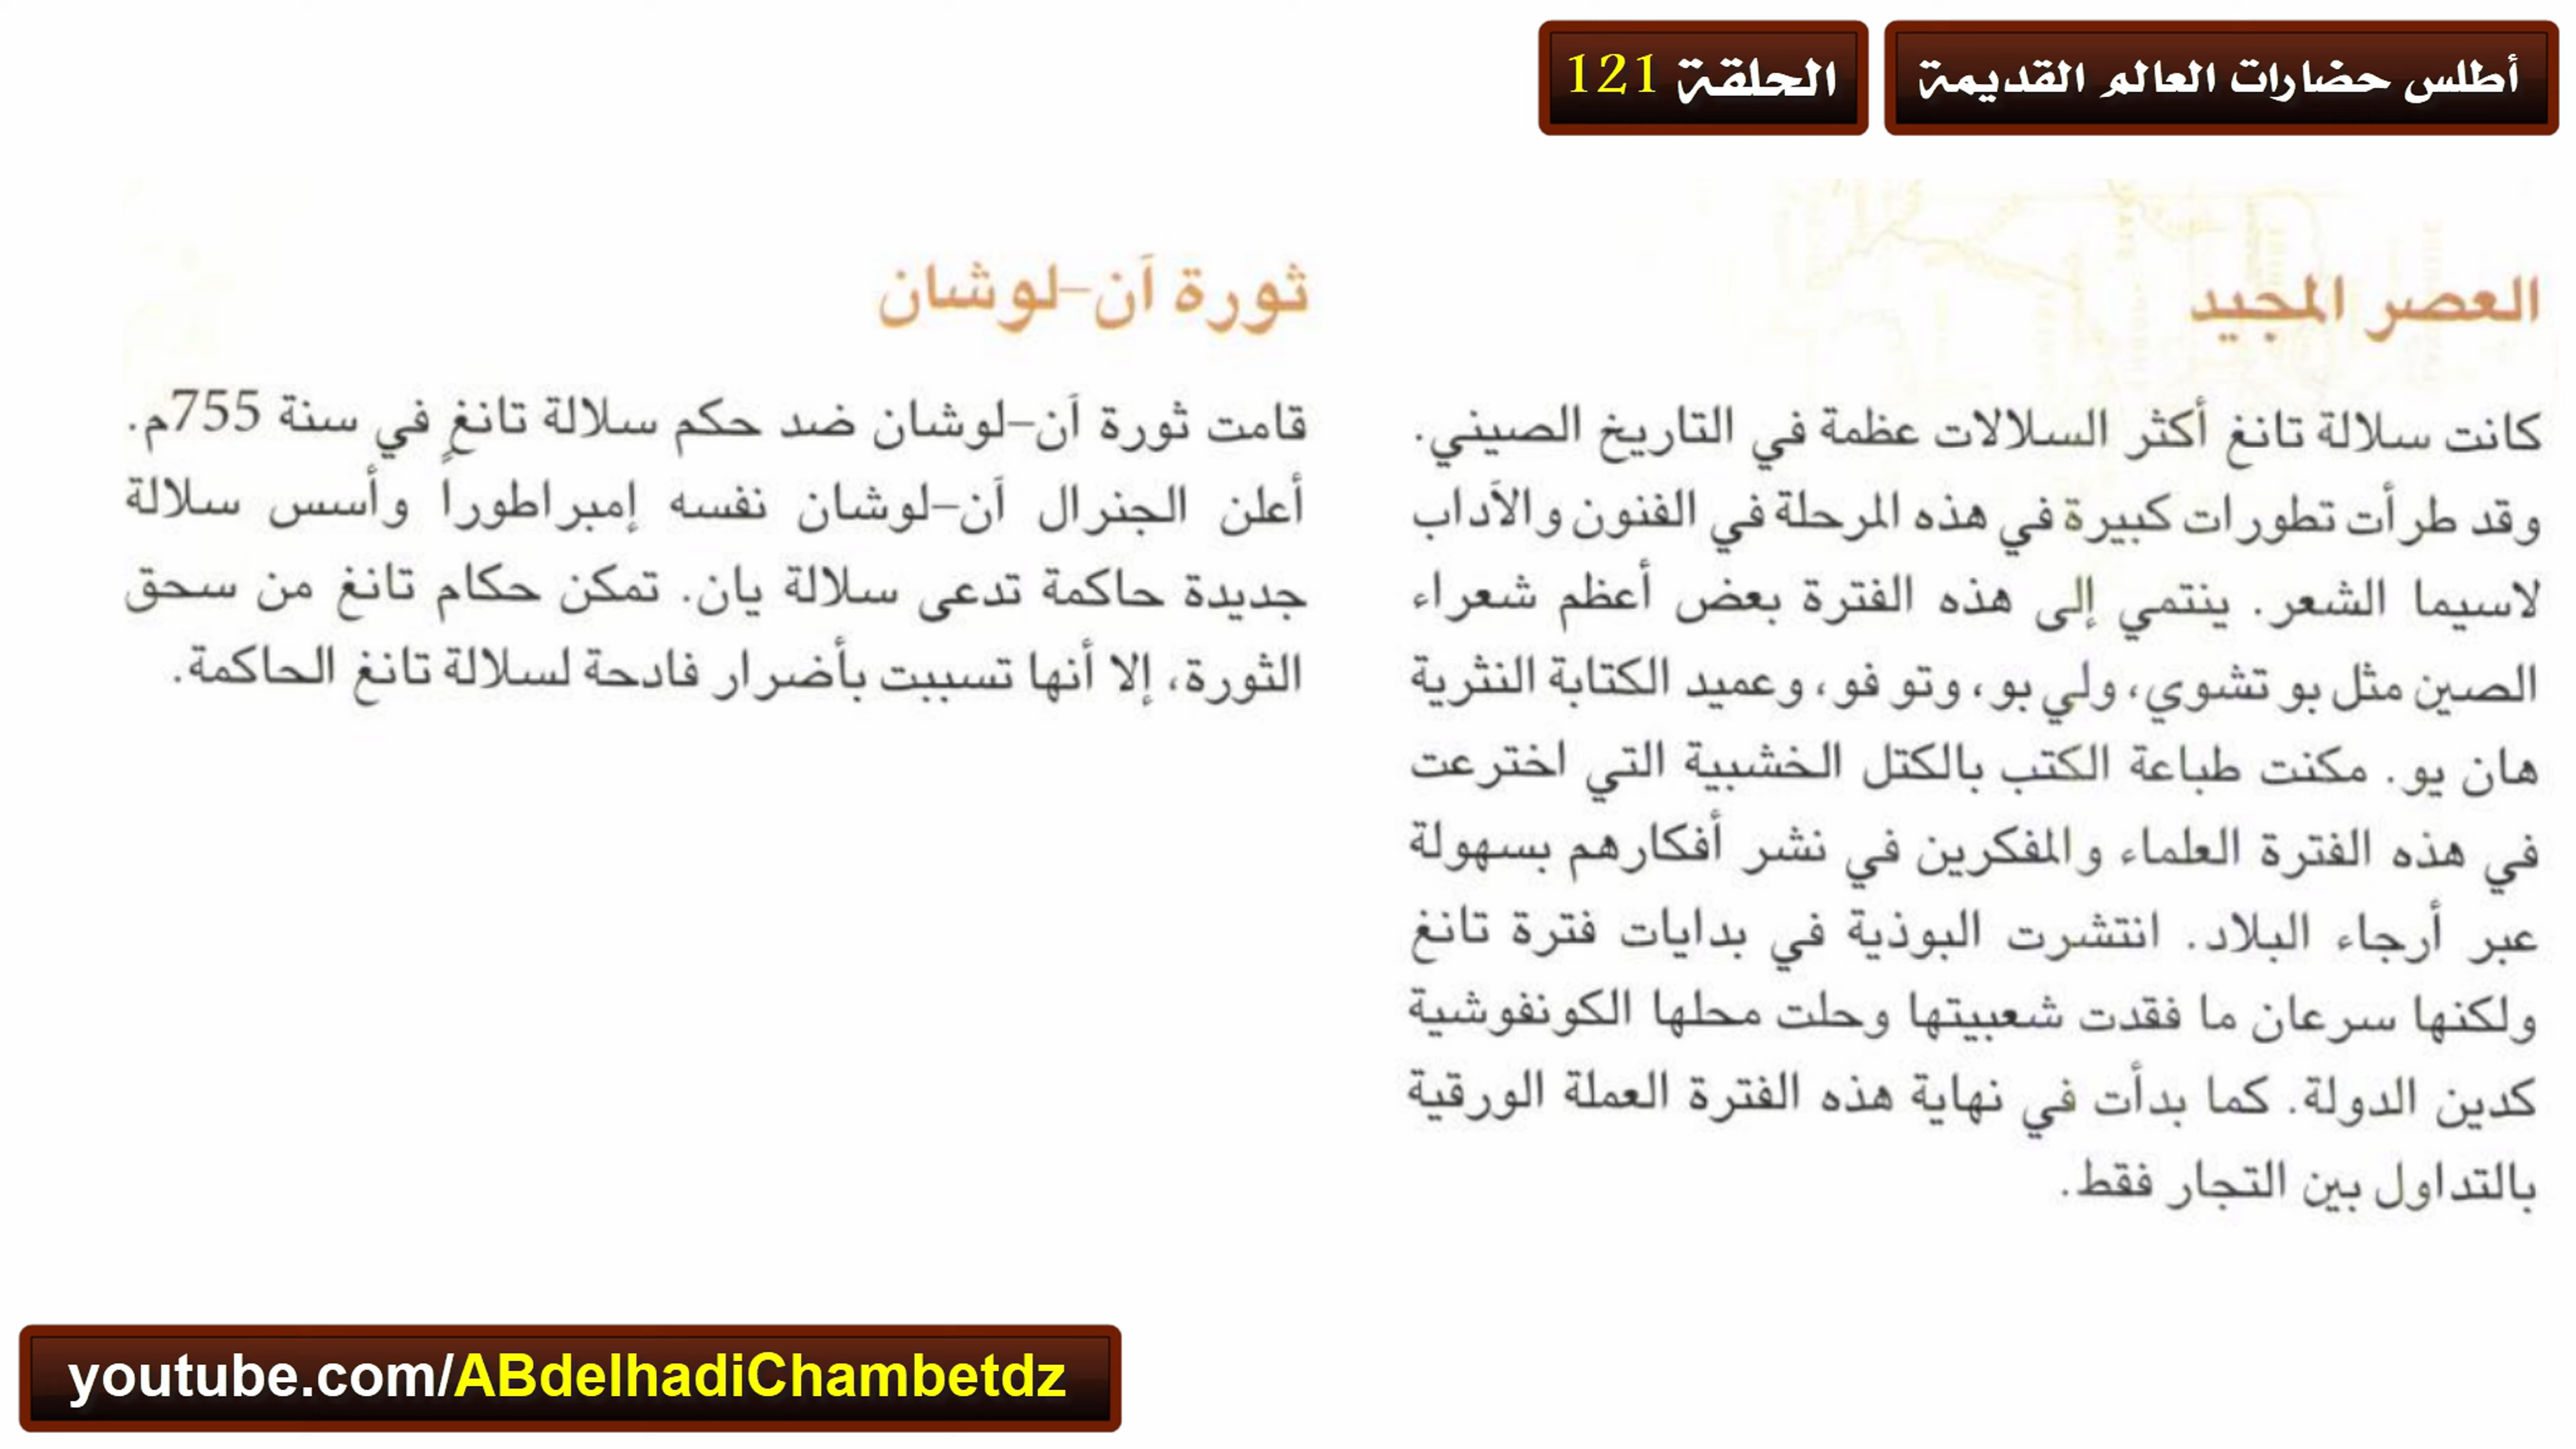 أطلس حضارات العالم القديمة
الحلقة 121
العصر المجيد
كانت سلالة تانغ أكثر السلالات عظمة في التاريخ الصيني.
وقد طرأت تطورات كبيرة في هذه المرحلة في الفنون والآداب
لاسيما الشعر. ينتمي إلى هذه الفترة بعض أعظم شعراء
الصين مثل بو تشوي، ولي بو، وتو فو، وعميد الكتابة النثرية
هان يو. مكنت طباعة الكتب بالكتل الخشبية التي اخترعت
في هذه الفترة العلماء والمفكرين في نشر أفكارهم بسهولة
عبر أرجاء البلاد. انتشرت البوذية في بدايات فترة تانغ
ولكنها سرعان ما فقدت شعبيتها وحلت محلها الكونفوشية
كدين الدولة. كما بدأت في نهاية هذه الفترة العملة الورقية
بالتداول بين التجار فقط.
ثورة آن-لوشان
قامت ثورة آن-لوشان ضد حكم سلالة تانغٍ في سنة 755م.
أعلن الجنرال آن-لوشان نفسه إمبراطوراً وأسس سلالة
جديدة حاكمة تدعى سلالة يان. تمكن حكام تانغ من سحق
الثورة، إلا أنها تسببت بأضرار فادحة لسلالة تانغ الحاكمة.
youtube.com/ABdelhadiChambetdz